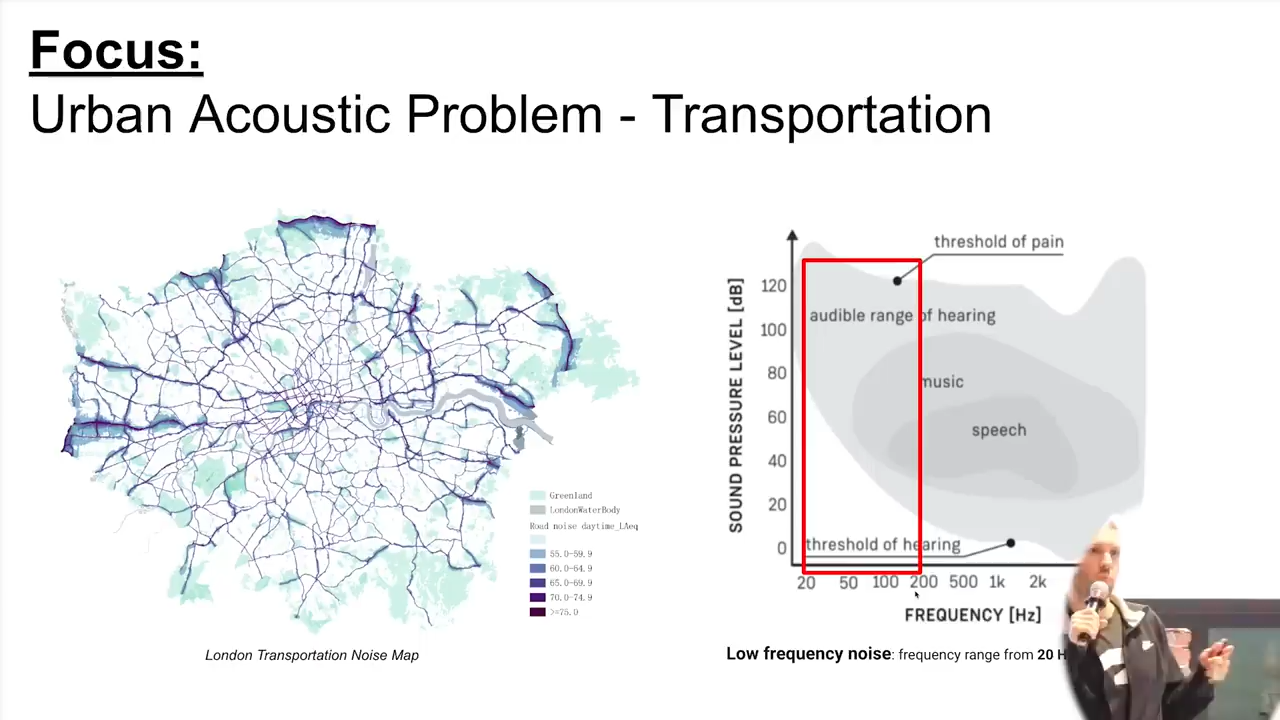 Focus:
Urban Acoustic Problem - Transportation
Greenland
LondonWaterBody
Road noise daytime_LAeq
55.0-59.9
60.0-64.9
65.0-69.9
70.0-74.9
>=75.0
London Transportation Noise Map
SOUND PRESSURE LEVEL [dB]
120
100
80
60
40
20
0
threshold of pain
audible range of hearing
music
speech
threshold of hearing
20 50 100 200 500 1k 2k
FREQUENCY [Hz]
Low frequency noise: frequency range from 20 H